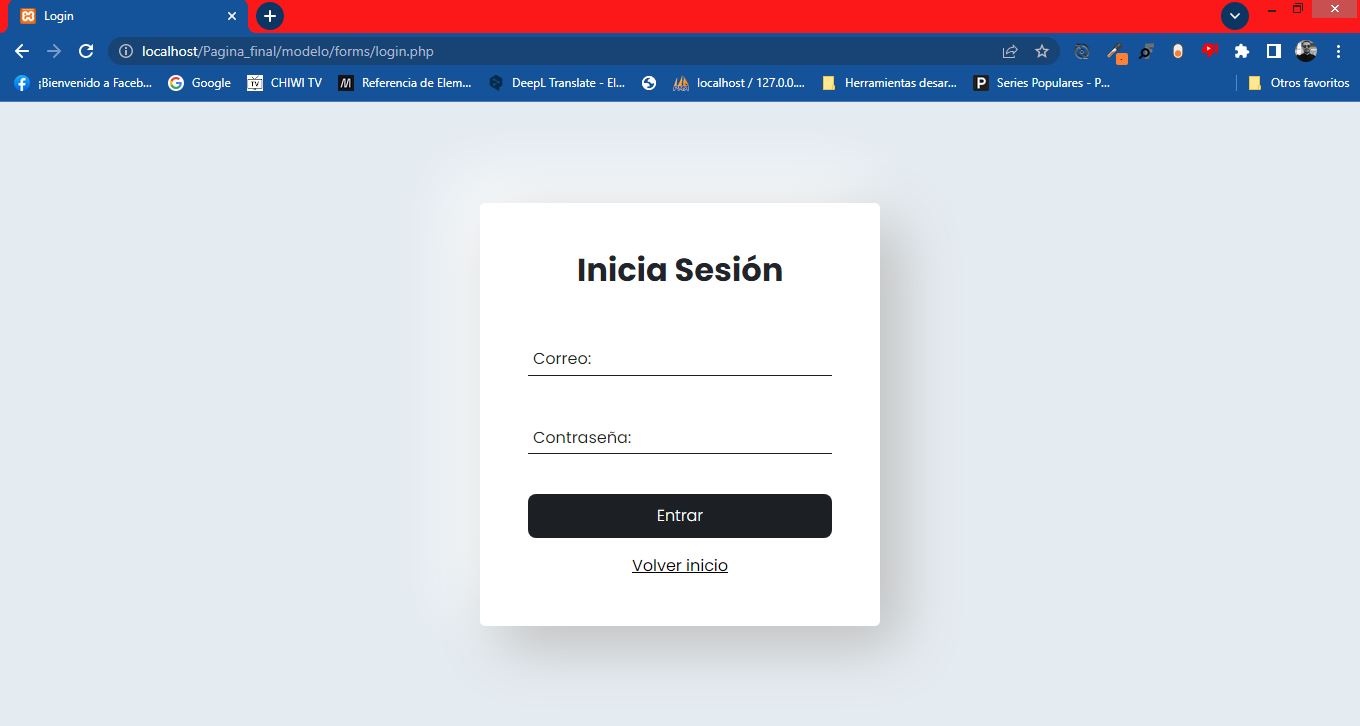 Login
localhost/Pagina_final/modelo/forms/login.php
¡Bienvenido a Faceb... Google CHIWI TV Referencia de Elem... DeepL Translate - El... localhost / 127.0.0.... Herramientas desar... Series Populares - P... Otros favoritos
Inicia Sesión
Correo:
Contraseña:
Entrar
Volver inicio